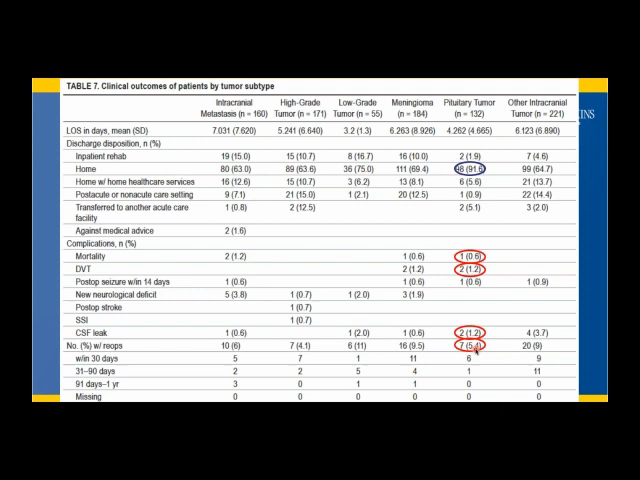 TABLE 7. Clinical outcomes of patients by tumor subtype
Intracranial Metastasis (n = 160) High-Grade Tumor (n = 171) Low-Grade Tumor (n = 55) Meningioma (n = 184) Pituitary Tumor (n = 132) Other Intracranial Tumor (n = 221)
LOS in days, mean (SD) 7.031 (7.620) 5.241 (6.640) 3.2 (1.3) 6.263 (8.926) 4.262 (4.665) 6.123 (6.890)
Discharge disposition, n (%)
Inpatient rehab 19 (15.0) 15 (10.7) 8 (16.7) 16 (10.0) 2 (1.9) 7 (4.6)
Home 80 (63.0) 89 (63.6) 36 (75.0) 111 (69.4) 98 (91.6) 99 (64.7)
Home w/ home healthcare services 16 (12.6) 15 (10.7) 3 (6.2) 13 (8.1) 6 (5.6) 21 (13.7)
Postacute or nonacute care setting 9 (7.1) 21 (15.0) 1 (2.1) 20 (12.5) 1 (0.9) 22 (14.4)
Transferred to another acute care facility 1 (0.8) 2 (12.5) 2 (5.1) 3 (2.0)
Against medical advice 2 (1.6)
Complications, n (%)
Mortality 2 (1.2) 1 (0.6) 1 (0.6)
DVT 2 (1.2) 2 (1.2)
Postop seizure w/in 14 days 1 (0.6) 1 (0.6) 1 (0.6) 1 (0.9)
New neurological deficit 5 (3.8) 1 (0.7) 1 (2.0) 3 (1.9)
Postop stroke 1 (0.7)
SSI 1 (0.7)
CSF leak 1 (0.6) 1 (2.0) 1 (0.6) 2 (1.2) 4 (3.7)
No. (%) w/ reops 10 (6) 7 (4.1) 6 (11) 16 (9.5) 7 (5.4) 20 (9)
w/in 30 days 5 7 1 11 6 9
31–90 days 2 2 5 4 1 11
91 days–1 yr 3 0 1 1 0 0
Missing 0 0 0 0 0 0